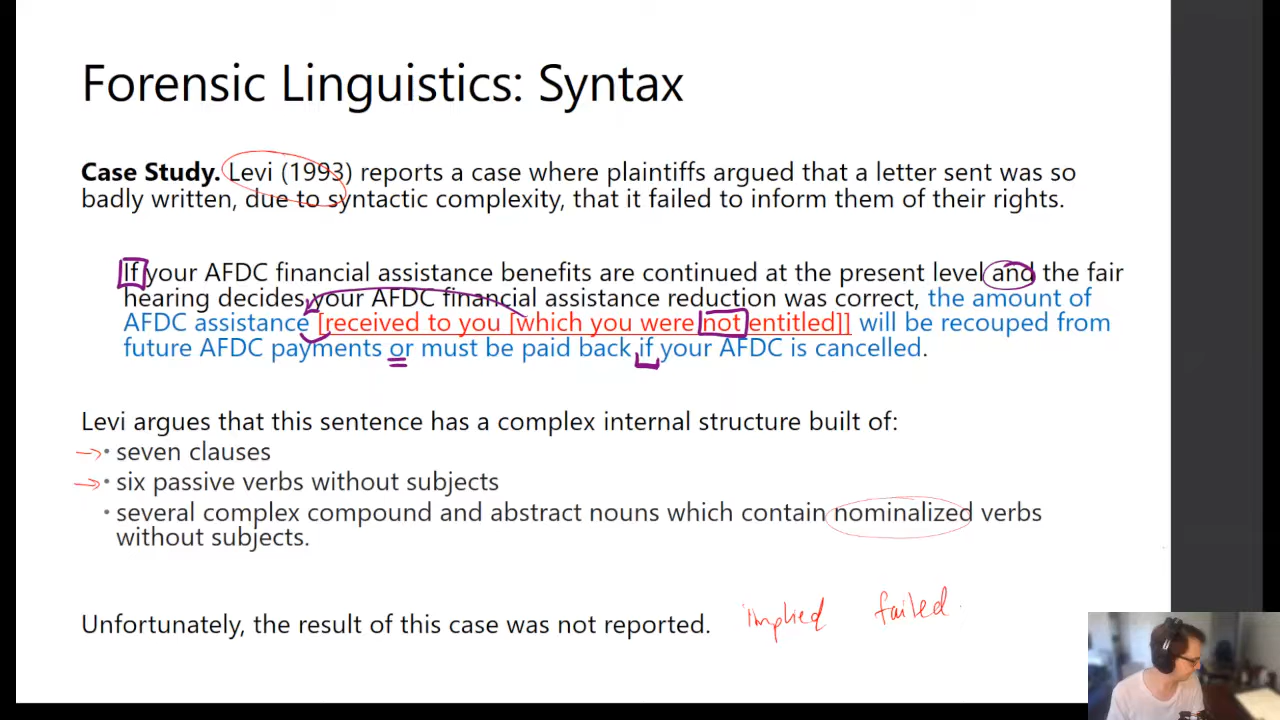 Forensic Linguistics: Syntax
Case Study. Levi (1993) reports a case where plaintiffs argued that a letter sent was so
badly written, due to syntactic complexity, that it failed to inform them of their rights.
If your AFDC financial assistance benefits are continued at the present level and the fair
hearing decides your AFDC financial assistance reduction was correct, the amount of
AFDC assistance [received to you [which you were not entitled]] will be recouped from
future AFDC payments or must be paid back if your AFDC is cancelled.
Levi argues that this sentence has a complex internal structure built of:
• seven clauses
• six passive verbs without subjects
• several complex compound and abstract nouns which contain nominalized verbs
without subjects.
Unfortunately, the result of this case was not reported. implied failed.